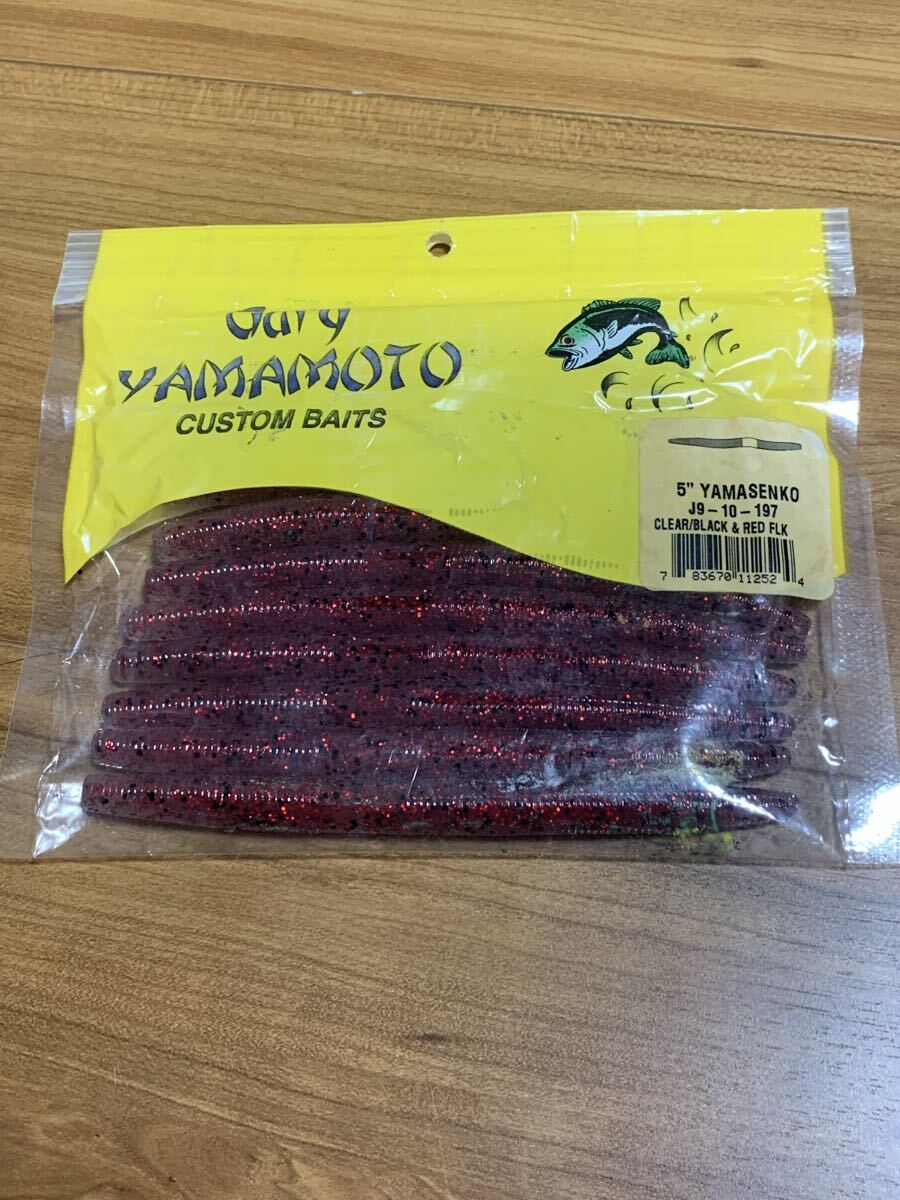 Gary
YAMAMOTO
CUSTOM BAITS
5" YAMASENKO
J9-10-197
CLEAR/BLACK & RED FLK
7 83670 11252 4